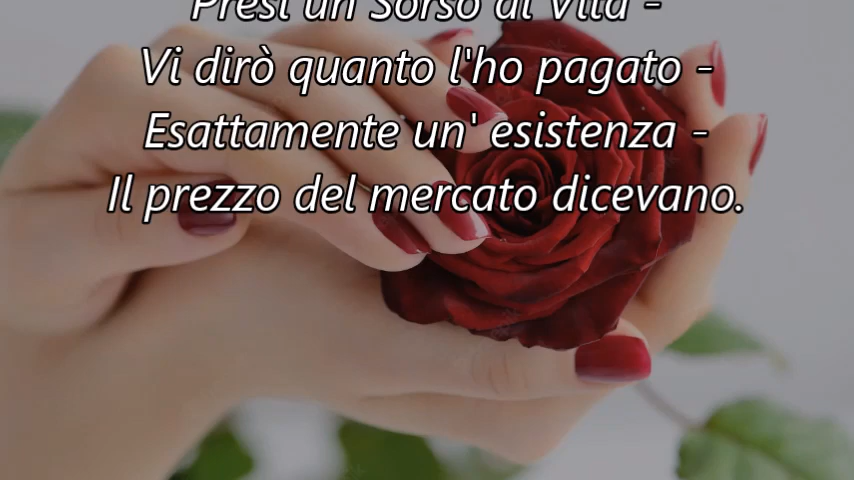 Presi un Sorso di Vita -
Vi dirò quanto l'ho pagato -
Esattamente un' esistenza -
Il prezzo del mercato dicevano.